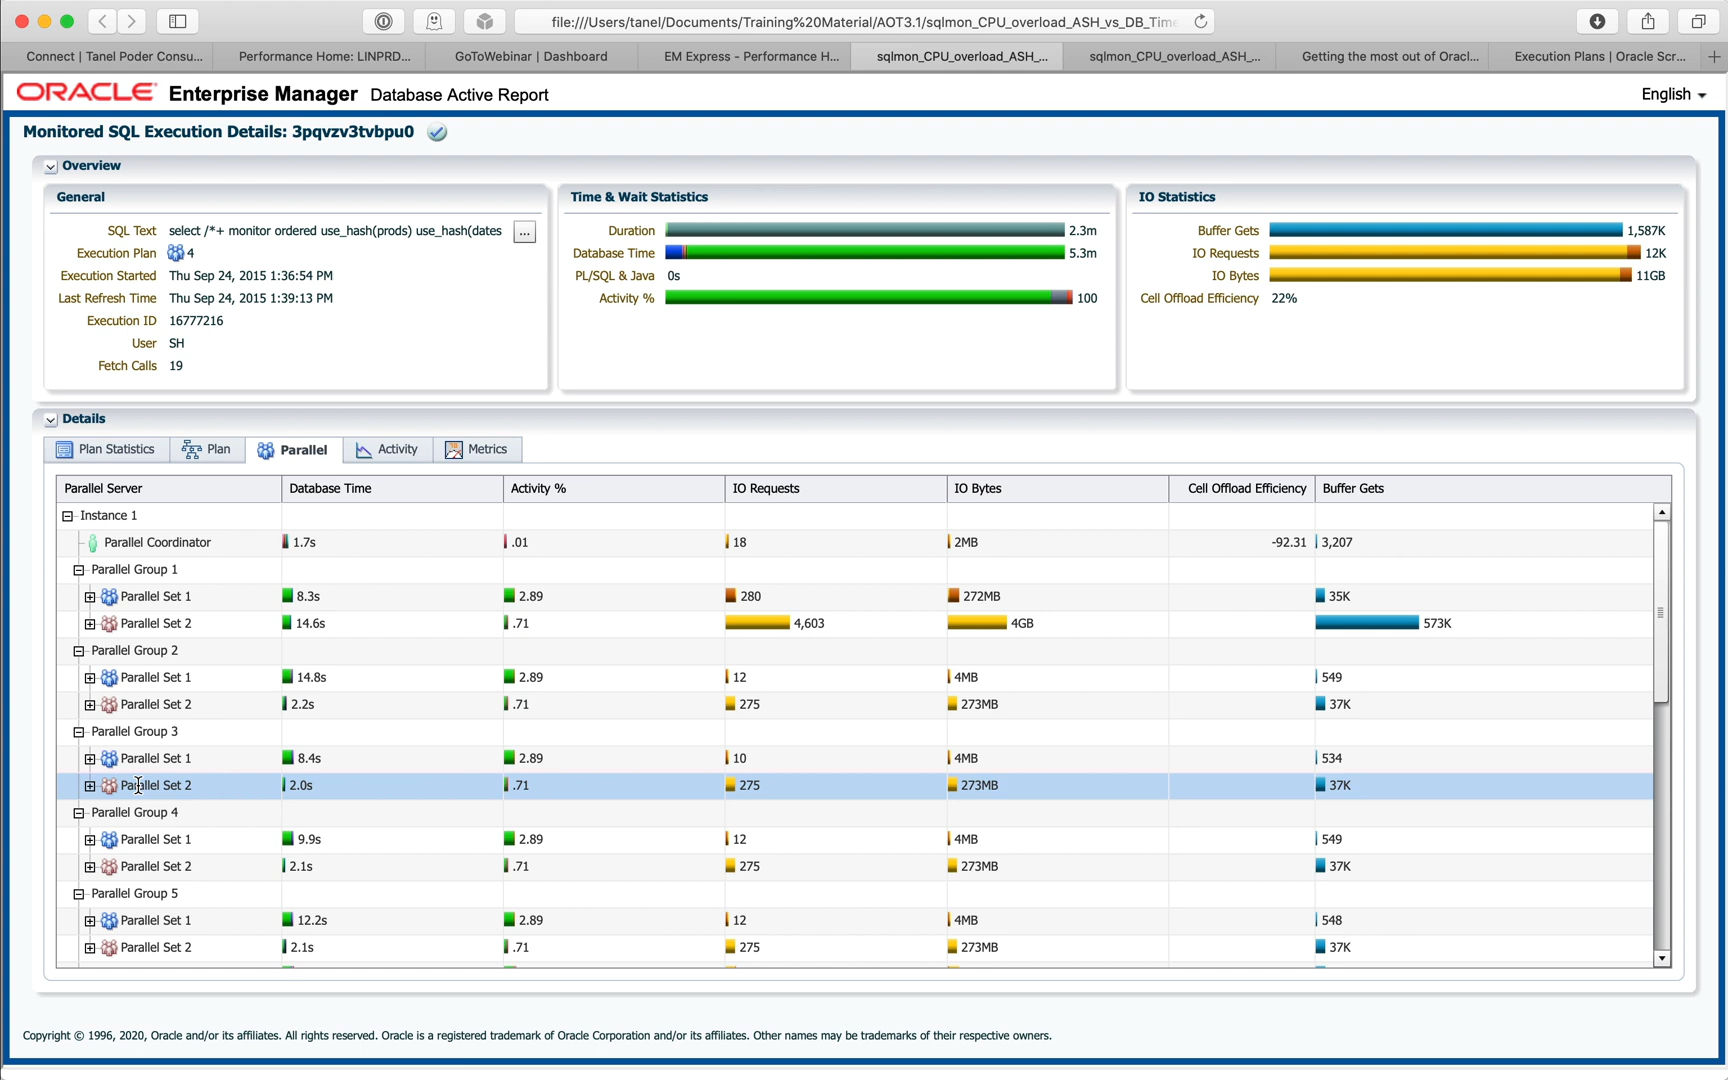 file:///Users/tanel/Documents/Training%20Material/AOT3.1/sqlmon_CPU_overload_ASH_vs_DB_Time
Connect | Tanel Poder Consu... Performance Home: LINPRD... GoToWebinar | Dashboard EM Express - Performance H... sqlmon_CPU_overload_ASH_... sqlmon_CPU_overload_ASH_... Getting the most out of Oracl... Execution Plans | Oracle Scr...
ORACLE Enterprise Manager Database Active Report English
Monitored SQL Execution Details: 3pqvzv3tvbpu0
Overview
General
SQL Text select /*+ monitor ordered use_hash(prods) use_hash(dates ...
Execution Plan 4
Execution Started Thu Sep 24, 2015 1:36:54 PM
Last Refresh Time Thu Sep 24, 2015 1:39:13 PM
Execution ID 16777216
User SH
Fetch Calls 19
Time & Wait Statistics
Duration 2.3m
Database Time 5.3m
PL/SQL & Java 0s
Activity % 100
IO Statistics
Buffer Gets 1,587K
IO Requests 12K
IO Bytes 11GB
Cell Offload Efficiency 22%
Details
Plan Statistics Plan Parallel Activity Metrics
Parallel Server Database Time Activity % IO Requests IO Bytes Cell Offload Efficiency Buffer Gets
Instance 1
Parallel Coordinator 1.7s .01 18 2MB -92.31 3,207
Parallel Group 1
Parallel Set 1 8.3s 2.89 280 272MB 35K
Parallel Set 2 14.6s .71 4,603 4GB 573K
Parallel Group 2
Parallel Set 1 14.8s 2.89 12 4MB 549
Parallel Set 2 2.2s .71 275 273MB 37K
Parallel Group 3
Parallel Set 1 8.4s 2.89 10 4MB 534
Parallel Set 2 2.0s .71 275 273MB 37K
Parallel Group 4
Parallel Set 1 9.9s 2.89 12 4MB 549
Parallel Set 2 2.1s .71 275 273MB 37K
Parallel Group 5
Parallel Set 1 12.2s 2.89 12 4MB 548
Parallel Set 2 2.1s .71 275 273MB 37K
Copyright © 1996, 2020, Oracle and/or its affiliates. All rights reserved. Oracle is a registered trademark of Oracle Corporation and/or its affiliates. Other names may be trademarks of their respective owners.